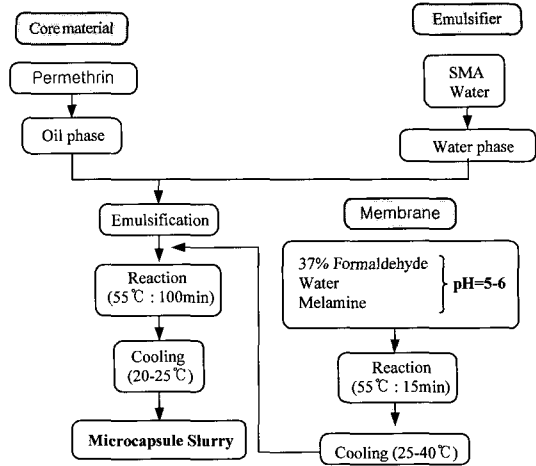 Core material
Emulsifier
Permethrin
SMA
Water
Oil phase
Water phase
Emulsification
Membrane
37% Formaldehyde
Water
Melamine
pH=5-6
Reaction
(55℃ : 100min)
Cooling
(20-25℃)
Reaction
(55℃ : 15min)
Microcapsule Slurry
Cooling (25-40℃)